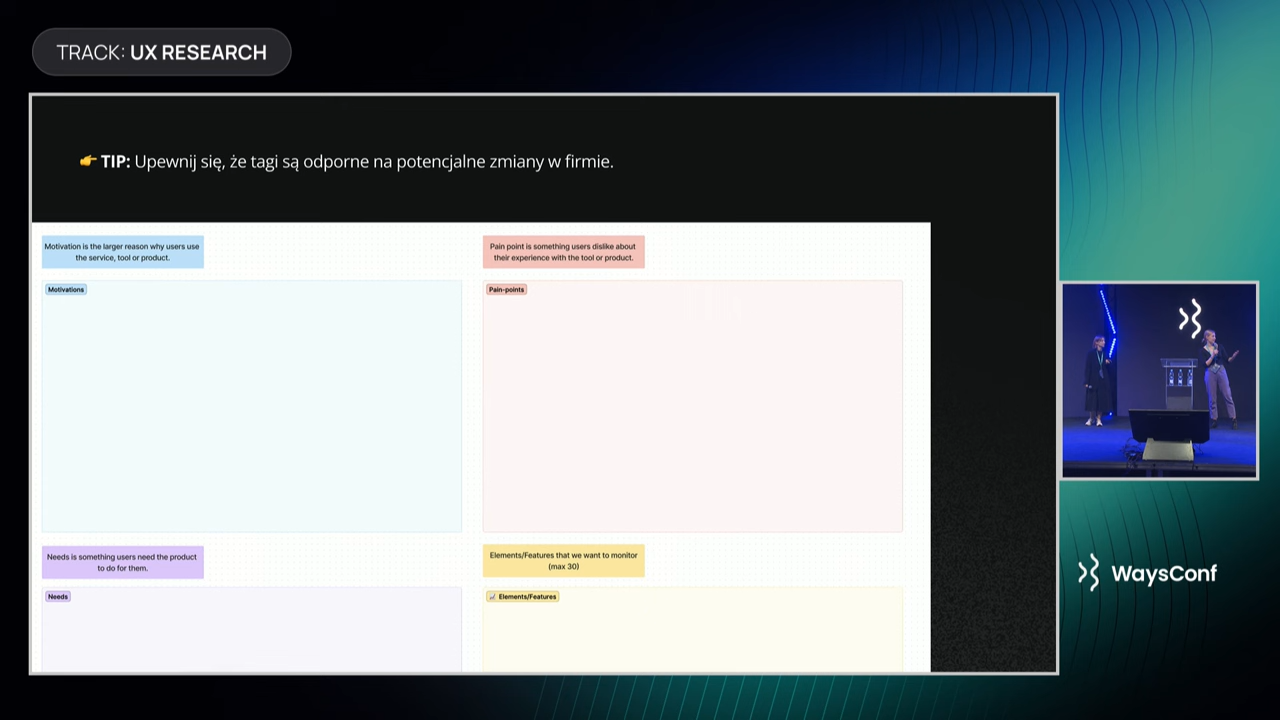 TRACK: UX RESEARCH
👉 TIP: Upewnij się, że tagi są odporne na potencjalne zmiany w firmie.
Motivation is the larger reason why users use
the service, tool or product.
Pain point is something users dislike about
their experience with the tool or product.
Motivations
Pain-points
Needs is something users need the product
to do for them.
Elements/Features that we want to monitor
(max 30)
Needs
📈 Elements/Features
WaysConf